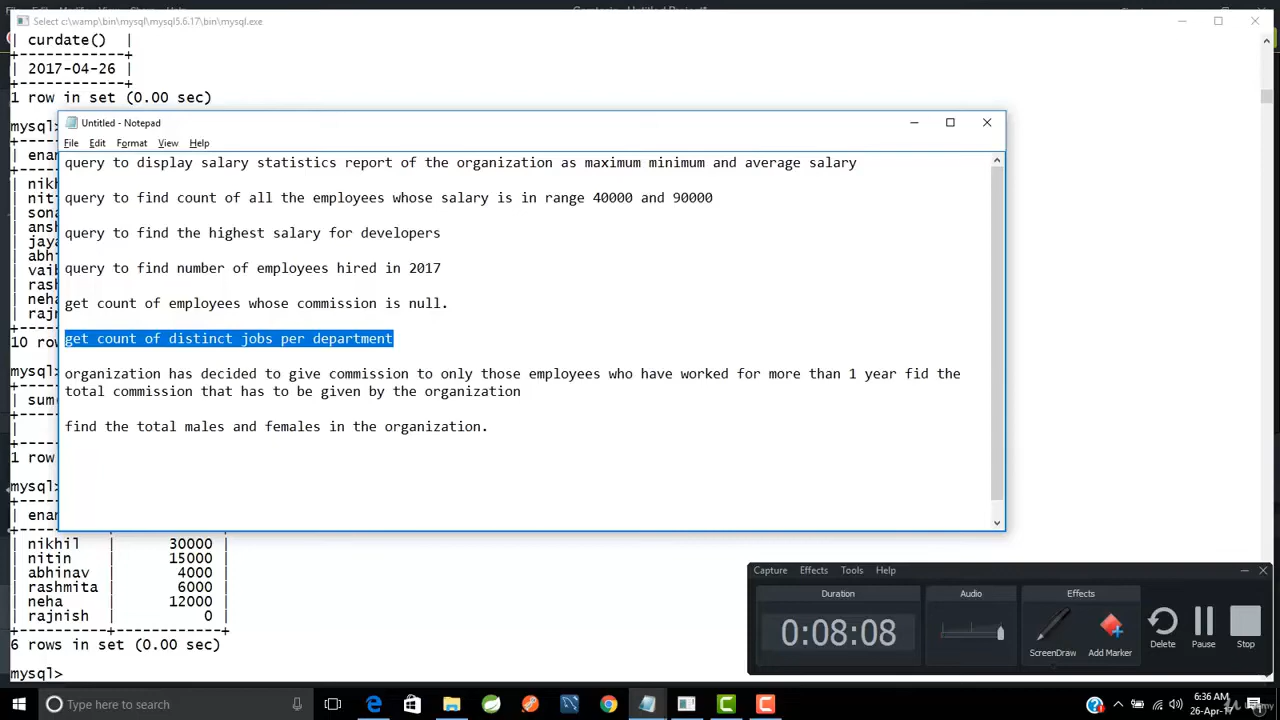 Select c:\wamp\bin\mysql\mysql5.6.17\bin\mysql.exe
| curdate() |
+------------+
| 2017-04-26 |
+------------+
1 row in set (0.00 sec)
mysql>
Untitled - Notepad
File Edit Format View Help
query to display salary statistics report of the organization as maximum minimum and average salary
query to find count of all the employees whose salary is in range 40000 and 90000
query to find the highest salary for developers
query to find number of employees hired in 2017
get count of employees whose commission is null.
get count of distinct jobs per department
organization has decided to give commission to only those employees who have worked for more than 1 year fid the
total commission that has to be given by the organization
find the total males and females in the organization.
10 ro
mysql>
| sum
1 row
mysql>
| nikhil | 30000 |
| nitin | 15000 |
| abhinav | 4000 |
| rashmita | 6000 |
| neha | 12000 |
| rajnish | 0 |
+----------+------------+
6 rows in set (0.00 sec)
mysql>
Capture Effects Tools Help
Duration Audio Effects
0:08:08
ScreenDraw Add Marker Delete Pause Stop
Type here to search
6:36 AM
26-Apr-17